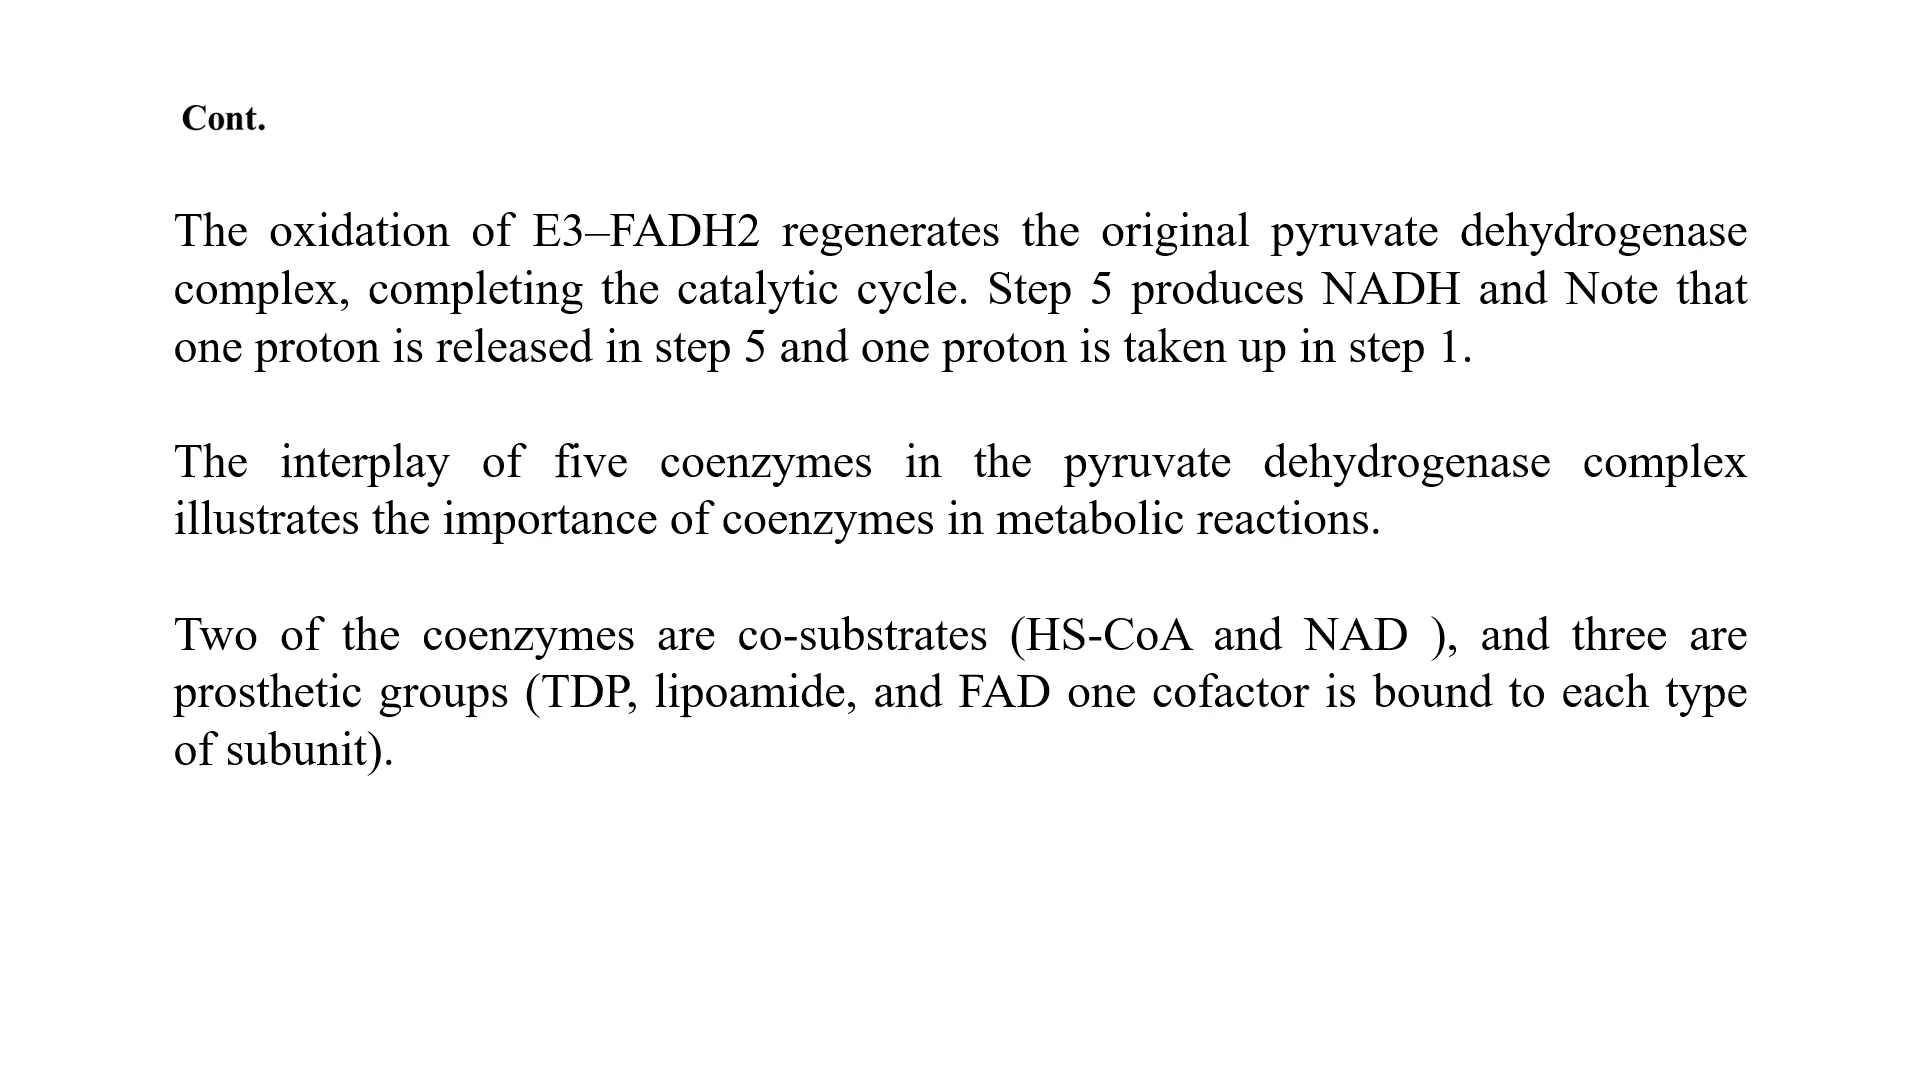 Cont.
The oxidation of E3–FADH2 regenerates the original pyruvate dehydrogenase
complex, completing the catalytic cycle. Step 5 produces NADH and Note that
one proton is released in step 5 and one proton is taken up in step 1.
The interplay of five coenzymes in the pyruvate dehydrogenase complex
illustrates the importance of coenzymes in metabolic reactions.
Two of the coenzymes are co-substrates (HS-CoA and NAD ), and three are
prosthetic groups (TDP, lipoamide, and FAD one cofactor is bound to each type
of subunit).